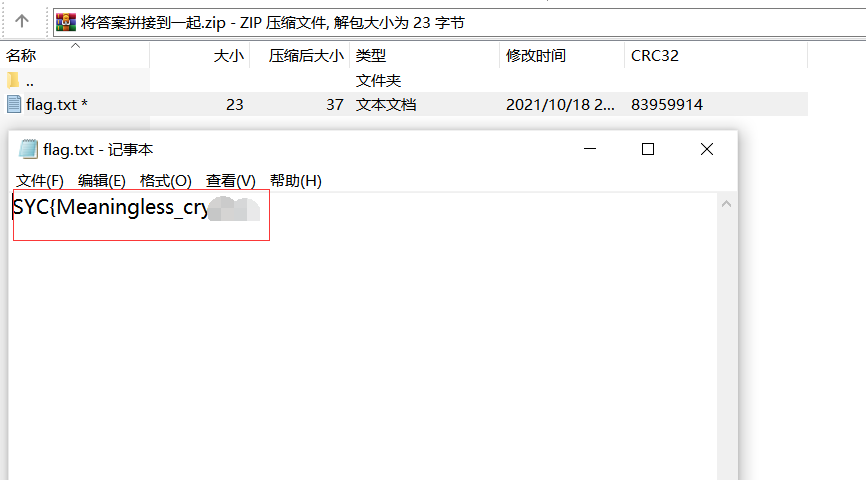 将答案拼接到一起.zip - ZIP 压缩文件, 解包大小为 23 字节
名称 大小 压缩后大小 类型 修改时间 CRC32
.. 文件夹
flag.txt * 23 37 文本文档 2021/10/18 2... 83959914
flag.txt - 记事本
文件(F) 编辑(E) 格式(O) 查看(V) 帮助(H)
SYC{Meaningless_cry